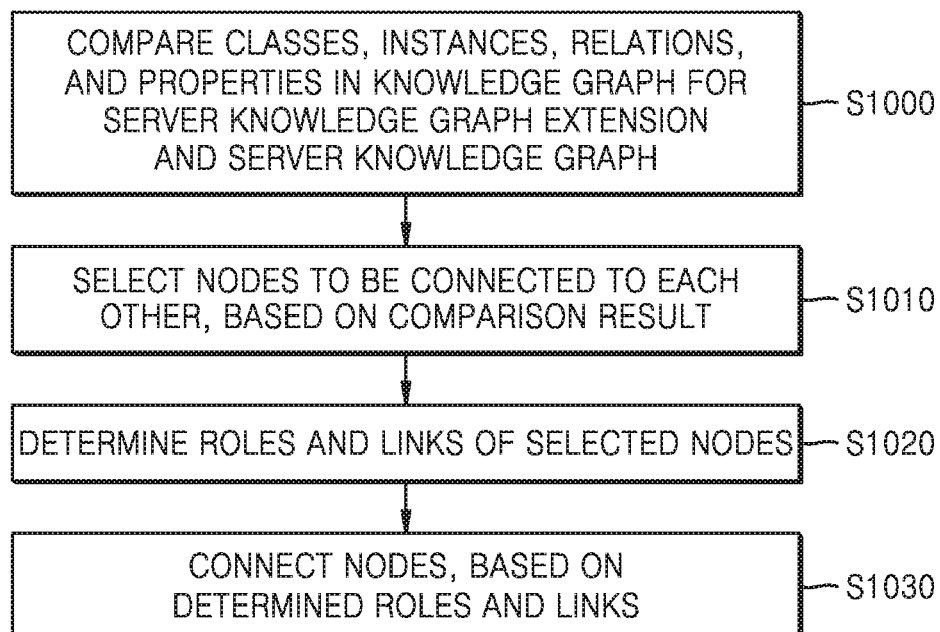 COMPARE CLASSES, INSTANCES, RELATIONS,
AND PROPERTIES IN KNOWLEDGE GRAPH FOR
SERVER KNOWLEDGE GRAPH EXTENSION
AND SERVER KNOWLEDGE GRAPH
S1000
SELECT NODES TO BE CONNECTED TO EACH
OTHER, BASED ON COMPARISON RESULT
S1010
DETERMINE ROLES AND LINKS OF SELECTED NODES
S1020
CONNECT NODES, BASED ON
DETERMINED ROLES AND LINKS
S1030